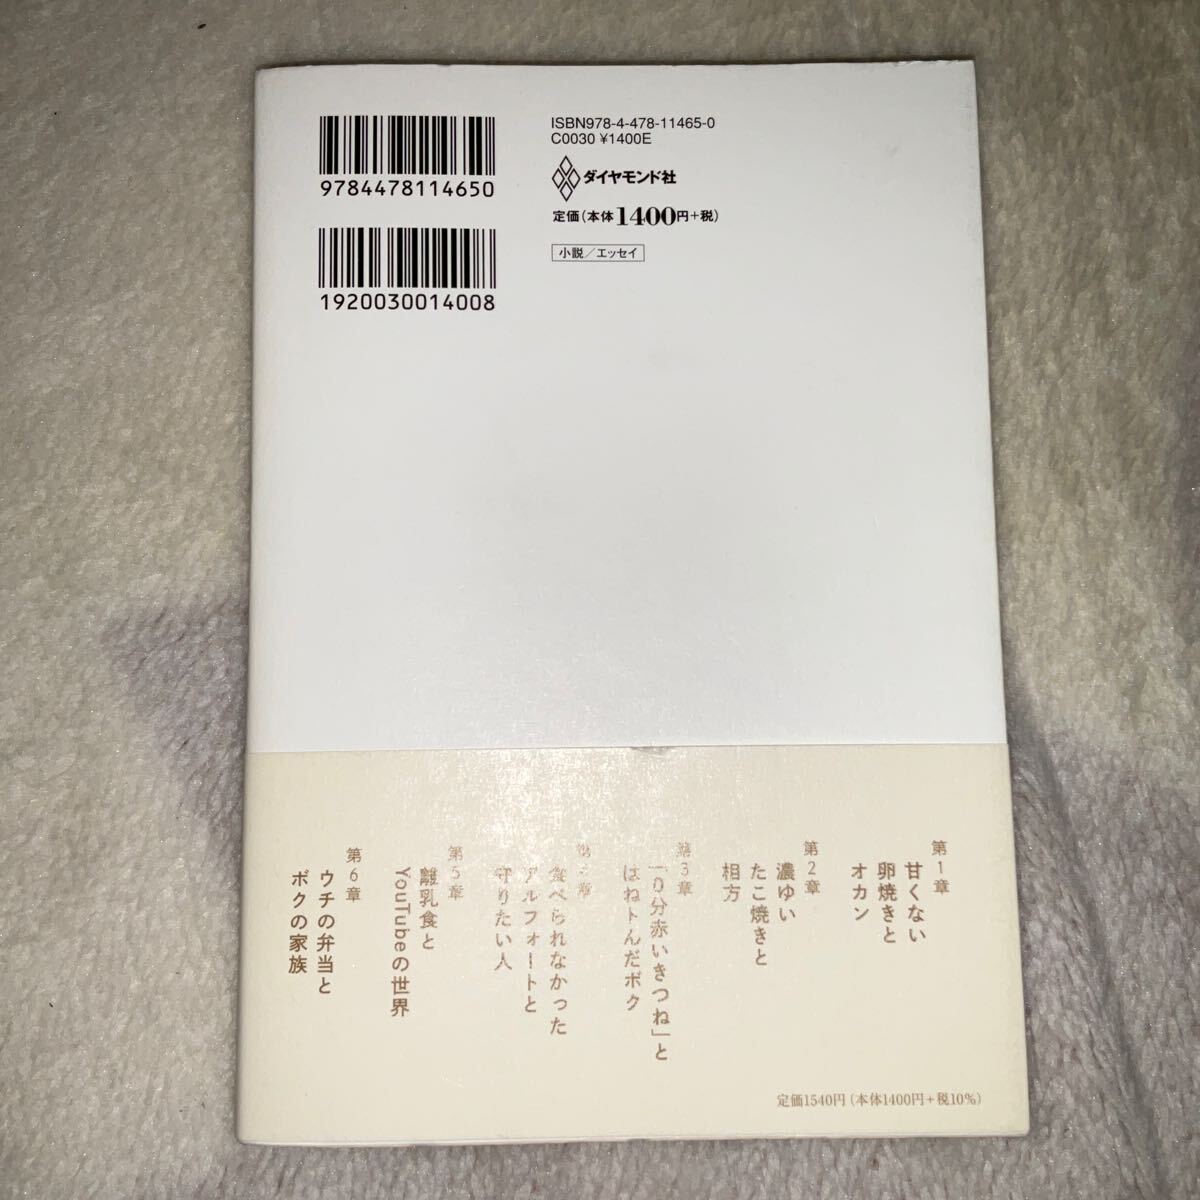 ISBN978-4-478-11465-0
C0030 ¥1400E
9784478114650
ダイヤモンド社
定価(本体1400円+税)
小説/エッセイ
1920030014008
第1章
甘くない
卵焼きと
オカン
第2章
濃ゆい
たこ焼きと
相方
第3章
「10分赤いきつね」と
はねトんだボク
第4章
食べられなかった
アルフォートと
守りたい人
第5章
離乳食と
YouTubeの世界
第6章
ウチの弁当と
ボクの家族
定価1540円(本体1400円+税10%)